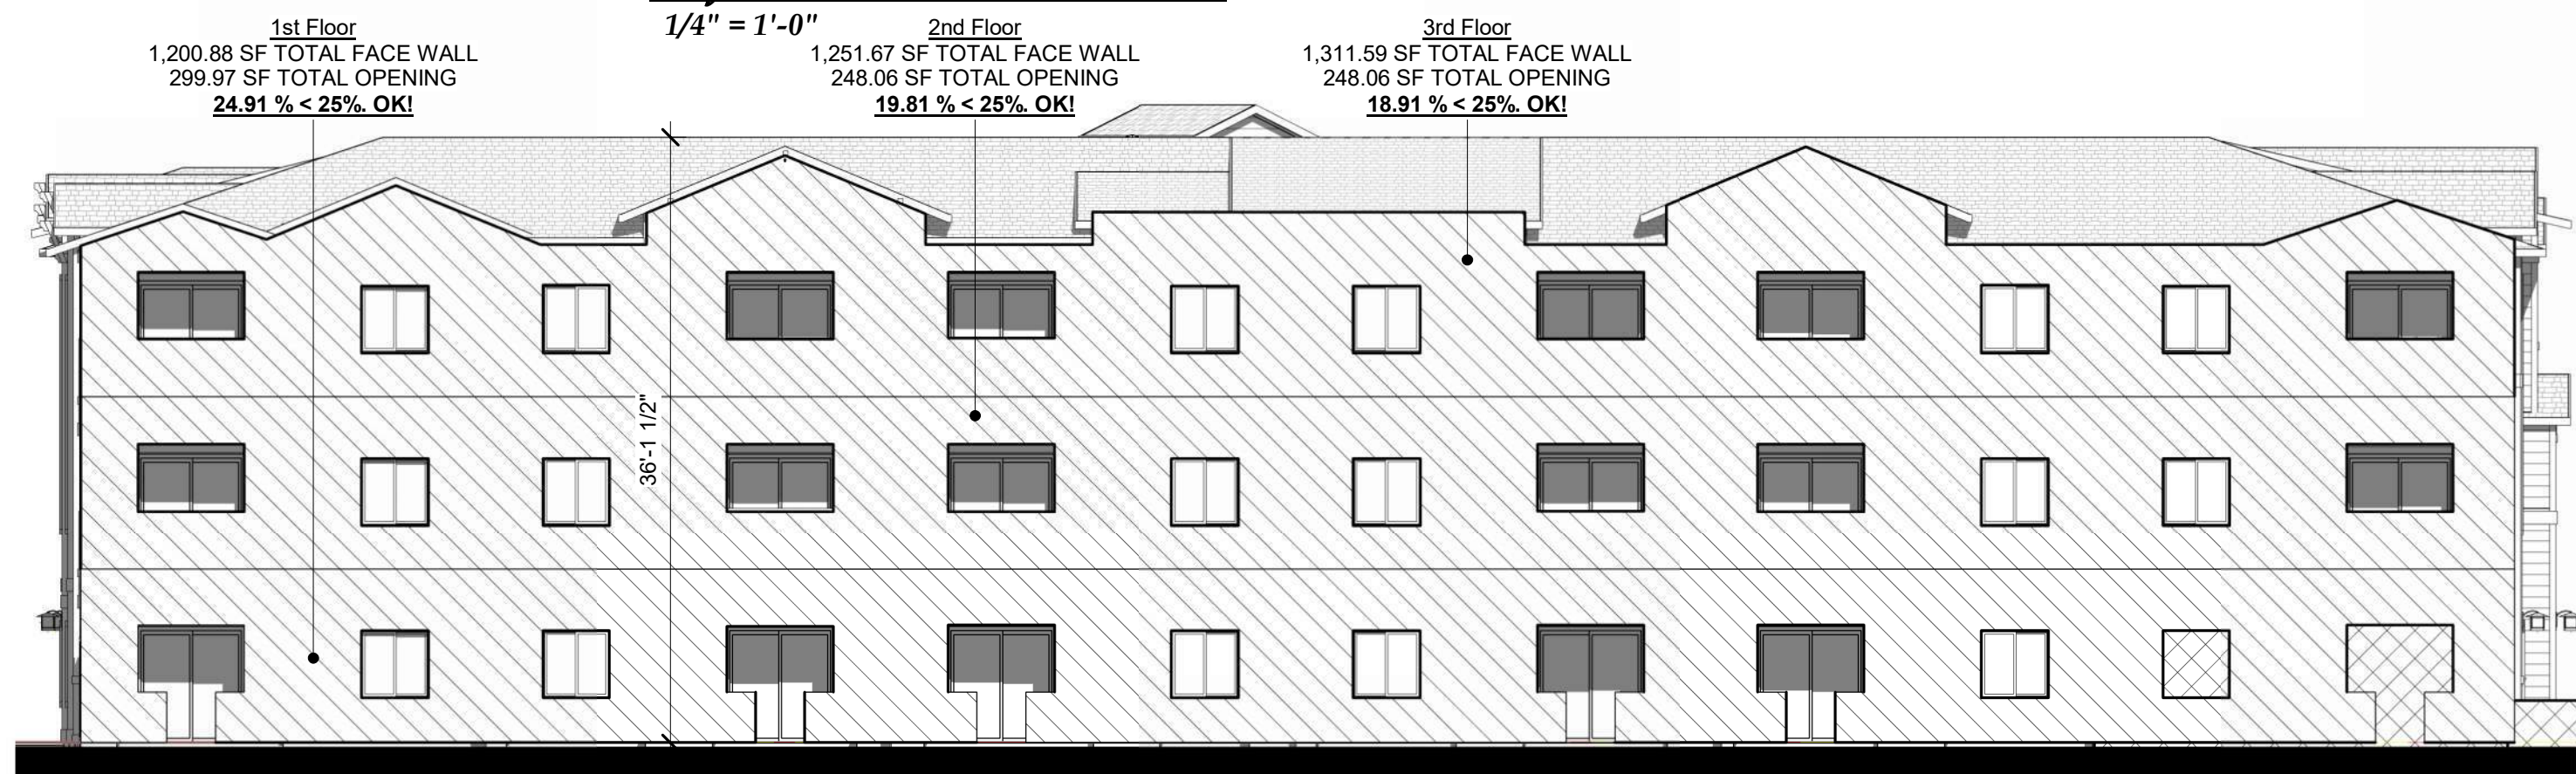 1/4" = 1'-0"
1st Floor
1,200.88 SF TOTAL FACE WALL
299.97 SF TOTAL OPENING
24.91 % < 25%. OK!
2nd Floor
1,251.67 SF TOTAL FACE WALL
248.06 SF TOTAL OPENING
19.81 % < 25%. OK!
3rd Floor
1,311.59 SF TOTAL FACE WALL
248.06 SF TOTAL OPENING
18.91 % < 25%. OK!
36'-1 1/2"